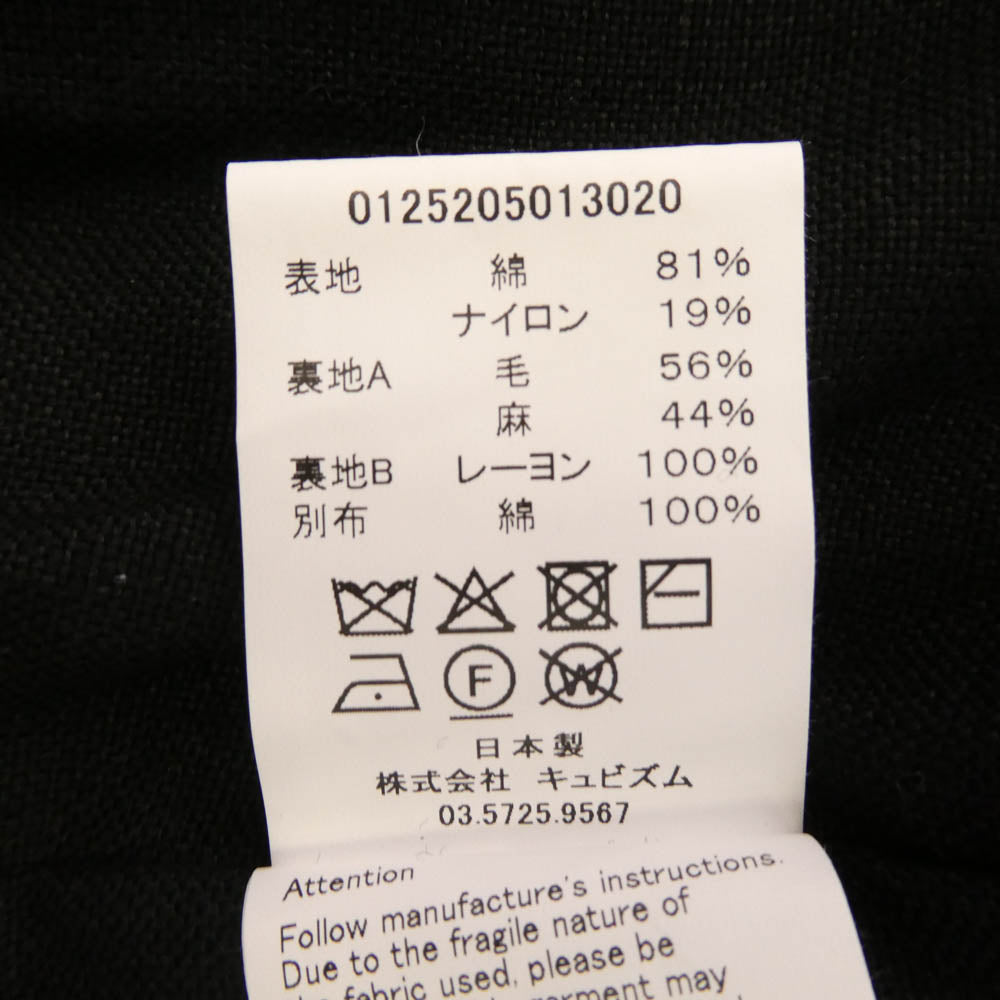 0125205013020
表地 綿 81%
ナイロン 19%
裏地A 毛 56%
麻 44%
裏地B レーヨン 100%
別布 綿 100%
F W
日本製
株式会社 キュビズム
03.5725.9567
Attention
Follow manufacture's instructions.
Due to the fragile nature of
the fabric used, please be
garment may